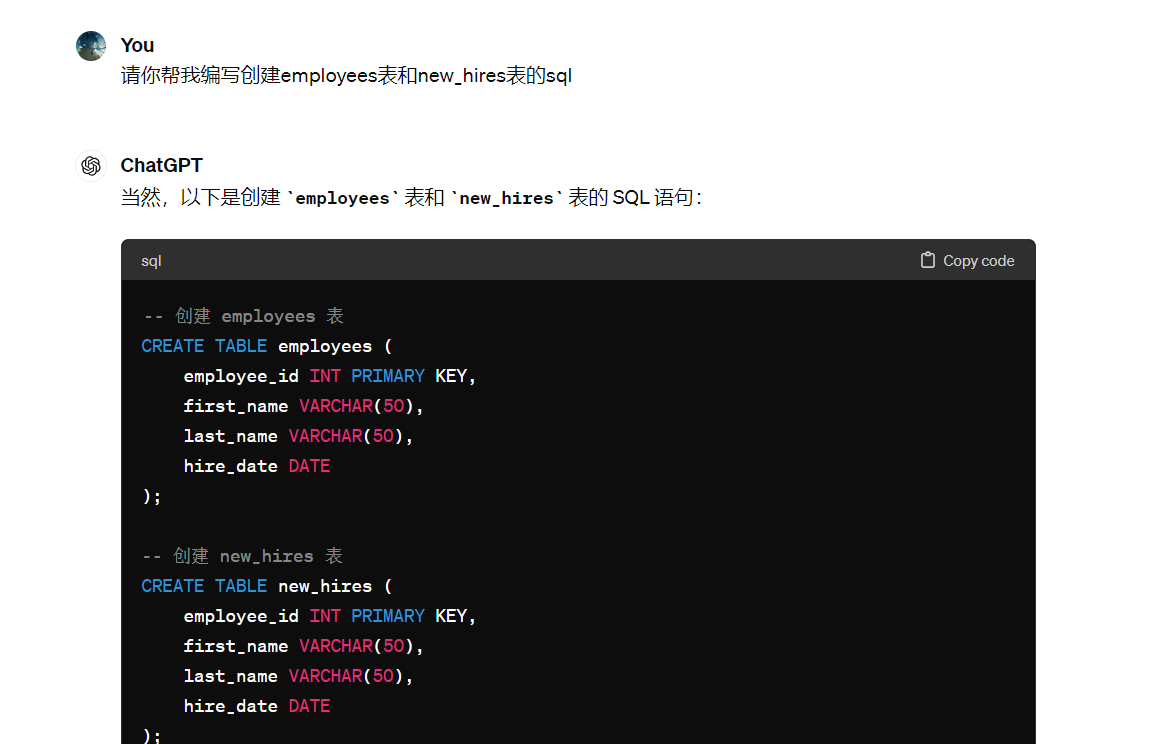 You
请你帮我编写创建employees表和new_hires表的sql
ChatGPT
当然，以下是创建 `employees` 表和 `new_hires` 表的 SQL 语句：
sql
Copy code
-- 创建 employees 表
CREATE TABLE employees (
    employee_id INT PRIMARY KEY,
    first_name VARCHAR(50),
    last_name VARCHAR(50),
    hire_date DATE
);
-- 创建 new_hires 表
CREATE TABLE new_hires (
    employee_id INT PRIMARY KEY,
    first_name VARCHAR(50),
    last_name VARCHAR(50),
    hire_date DATE
);